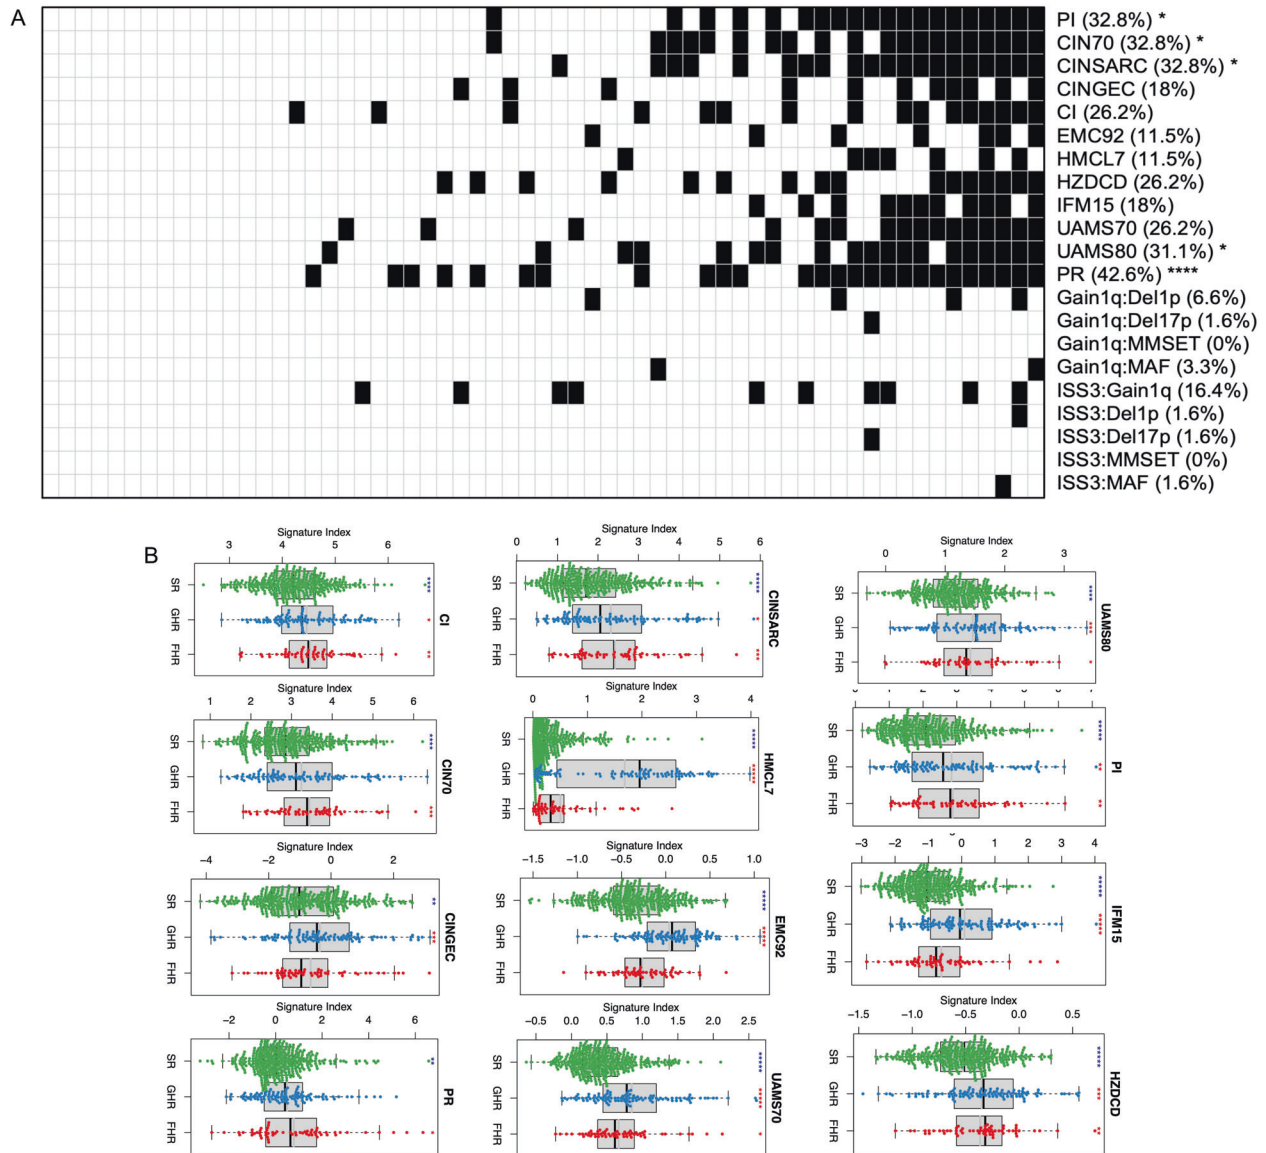 A
PI (32.8%) *
CIN70 (32.8%) *
CINSARC (32.8%) *
CINGEC (18%)
CI (26.2%)
EMC92 (11.5%)
HMCL7 (11.5%)
HZDCD (26.2%)
IFM15 (18%)
UAMS70 (26.2%)
UAMS80 (31.1%) *
PR (42.6%) ****
Gain1q:Del1p (6.6%)
Gain1q:Del17p (1.6%)
Gain1q:MMSET (0%)
Gain1q:MAF (3.3%)
ISS3:Gain1q (16.4%)
ISS3:Del1p (1.6%)
ISS3:Del17p (1.6%)
ISS3:MMSET (0%)
ISS3:MAF (1.6%)
B
Signature Index
3 4 5 6
SR
GHR
FHR
CI
Signature Index
0 1 2 3 4 5 6
SR
GHR
FHR
CINSARC
Signature Index
0 1 2 3
SR
GHR
FHR
UAMS80
Signature Index
1 2 3 4 5 6
SR
GHR
FHR
CIN70
Signature Index
0 1 2 3 4
SR
GHR
FHR
HMCL7
Signature Index
0 1 2 3 4 5 6 7
SR
GHR
FHR
PI
Signature Index
−4 −2 0 2
SR
GHR
FHR
CINGEC
Signature Index
−1.5 −1.0 −0.5 0.0 0.5 1.0
SR
GHR
FHR
EMC92
−3 −2 −1 0 1 2 3 4
SR
GHR
FHR
IFM15
Signature Index
−2 0 2 4 6
SR
GHR
FHR
PR
Signature Index
−0.5 0.0 0.5 1.0 1.5 2.0 2.5
SR
GHR
FHR
UAMS70
Signature Index
−1.5 −1.0 −0.5 0.0 0.5
SR
GHR
FHR
HZDCD